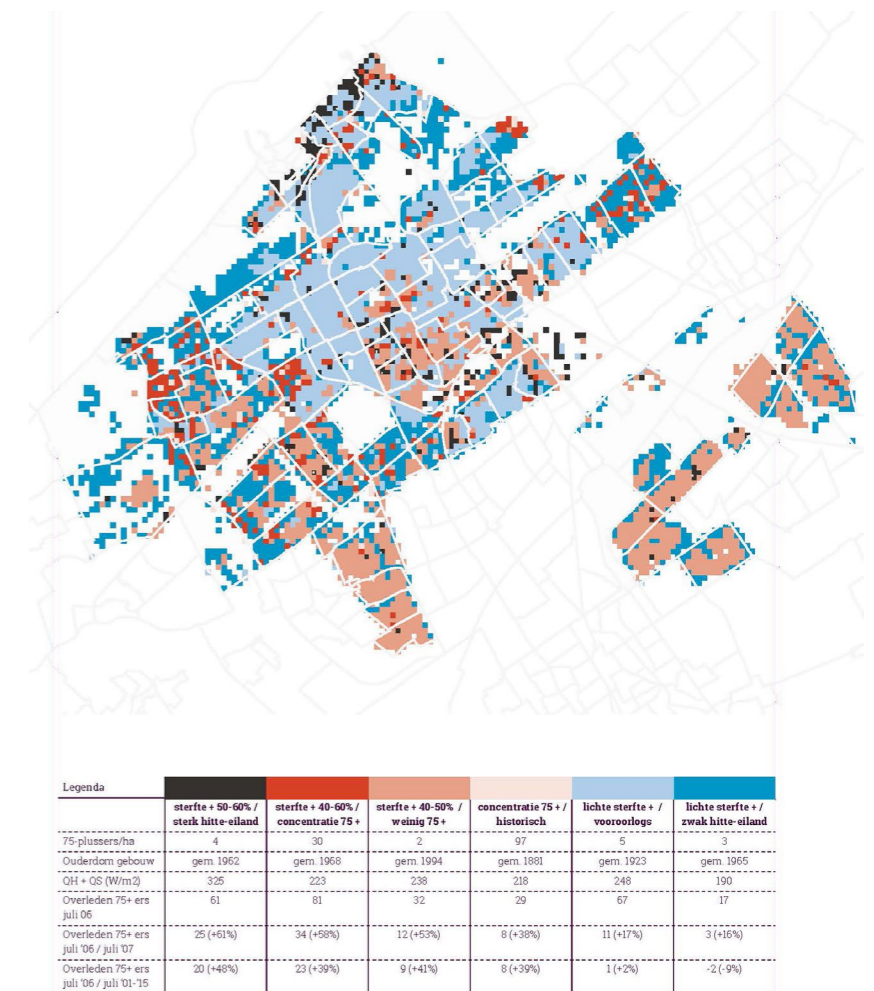 Legenda
sterfte + 50-60% / sterfte + 40-60% / sterfte + 40-50% / concentratie 75 + / lichte sterfte + / lichte sterfte + /
sterk hitte-eiland concentratie 75 + weinig 75 + historisch vooroorlogs zwak hitte-eiland
75-plussers/ha 4 30 2 97 5 3
Ouderdom gebouw gem. 1962 gem. 1968 gem. 1994 gem. 1881 gem. 1923 gem. 1965
QH + QS (W/m2) 325 223 238 218 248 190
Overleden 75+ ers 61 81 32 29 67 17
juli 06
Overleden 75+ ers 25 (+61%) 34 (+58%) 12 (+53%) 8 (+38%) 11 (+17%) 3 (+16%)
juli '06 / juli '07
Overleden 75+ ers 20 (+48%) 23 (+39%) 9 (+41%) 8 (+39%) 1 (+2%) -2 (-9%)
juli '06 / juli '01-'15